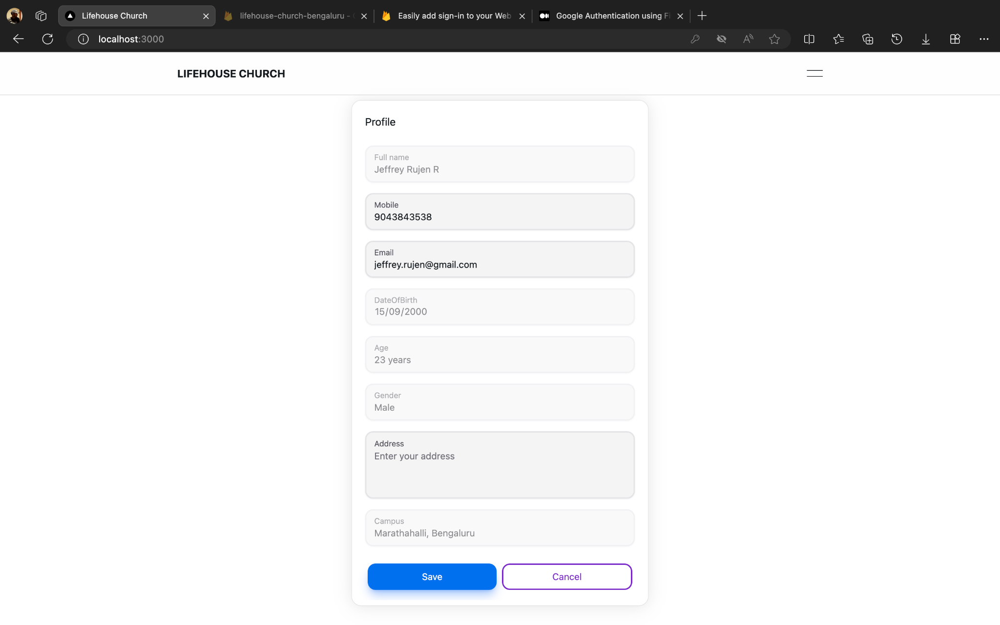 Lifehouse Church
lifehouse-church-bengaluru -
Easily add sign-in to your Web
Google Authentication using Fi
localhost:3000
LIFEHOUSE CHURCH
Profile
Full name
Jeffrey Rujen R
Mobile
9043843538
Email
jeffrey.rujen@gmail.com
DateOfBirth
15/09/2000
Age
23 years
Gender
Male
Address
Enter your address
Campus
Marathahalli, Bengaluru
Save
Cancel